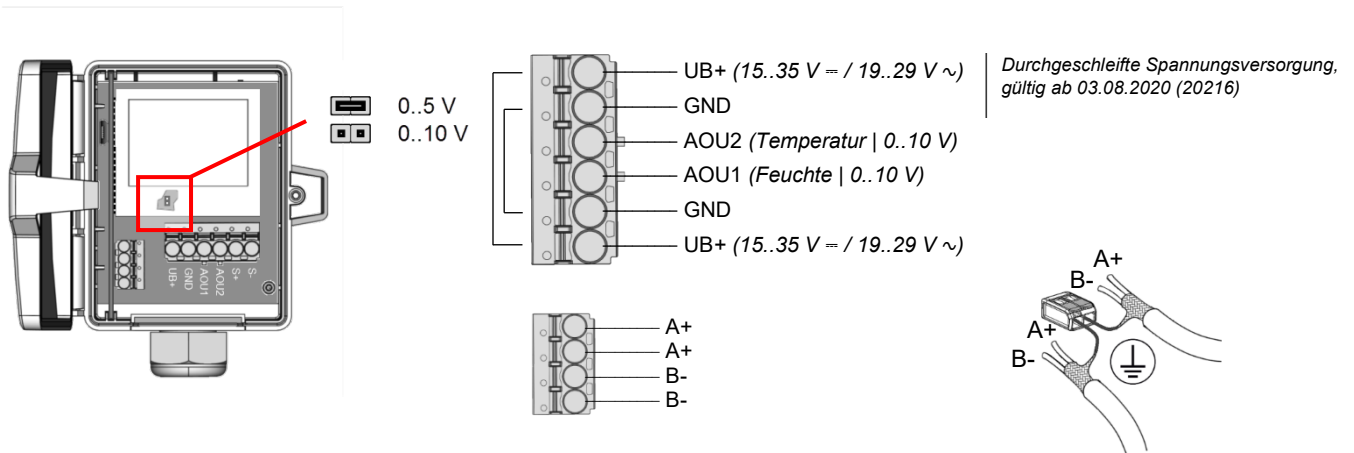 0..5 V
0..10 V
UB+
GND
AOU1
AOU2
S+
S-
UB+ (15..35 V ⎓ / 19..29 V ∿)
GND
AOU2 (Temperatur | 0..10 V)
AOU1 (Feuchte | 0..10 V)
GND
UB+ (15..35 V ⎓ / 19..29 V ∿)
Durchgeschleifte Spannungsversorgung,
gültig ab 03.08.2020 (20216)
A+
A+
B-
B-
A+
B-
A+
B-